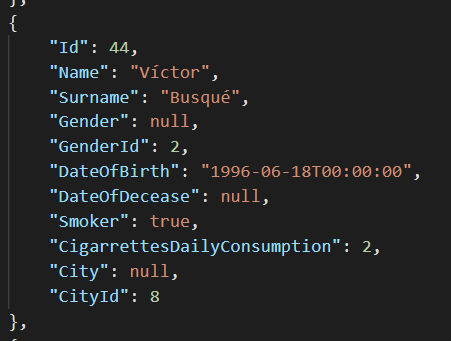 },
{
"Id": 44,
"Name": "Víctor",
"Surname": "Busqué",
"Gender": null,
"GenderId": 2,
"DateOfBirth": "1996-06-18T00:00:00",
"DateOfDecease": null,
"Smoker": true,
"CigarrettesDailyConsumption": 2,
"City": null,
"CityId": 8
},
{